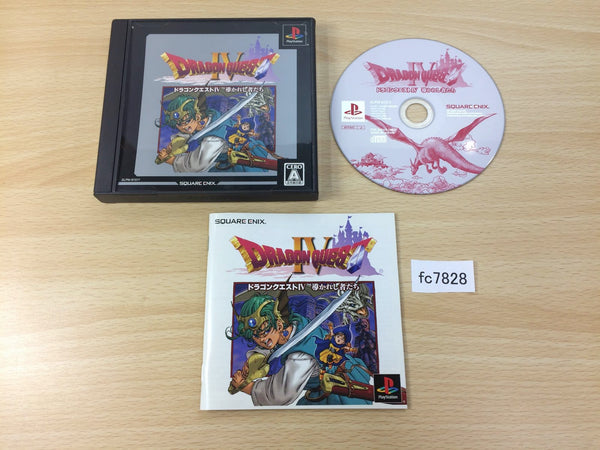 DRAGON QUEST
IV
ドラゴンクエストIV 導かれし者たち
PlayStation
CERO
A
SQUARE ENIX
DRAGON QUEST
IV
ドラゴンクエストIV 導かれし者たち
PlayStation
SQUARE ENIX
SQUARE ENIX
DRAGON QUEST
IV
ドラゴンクエストIV 導かれし者たち
PlayStation
fc7828